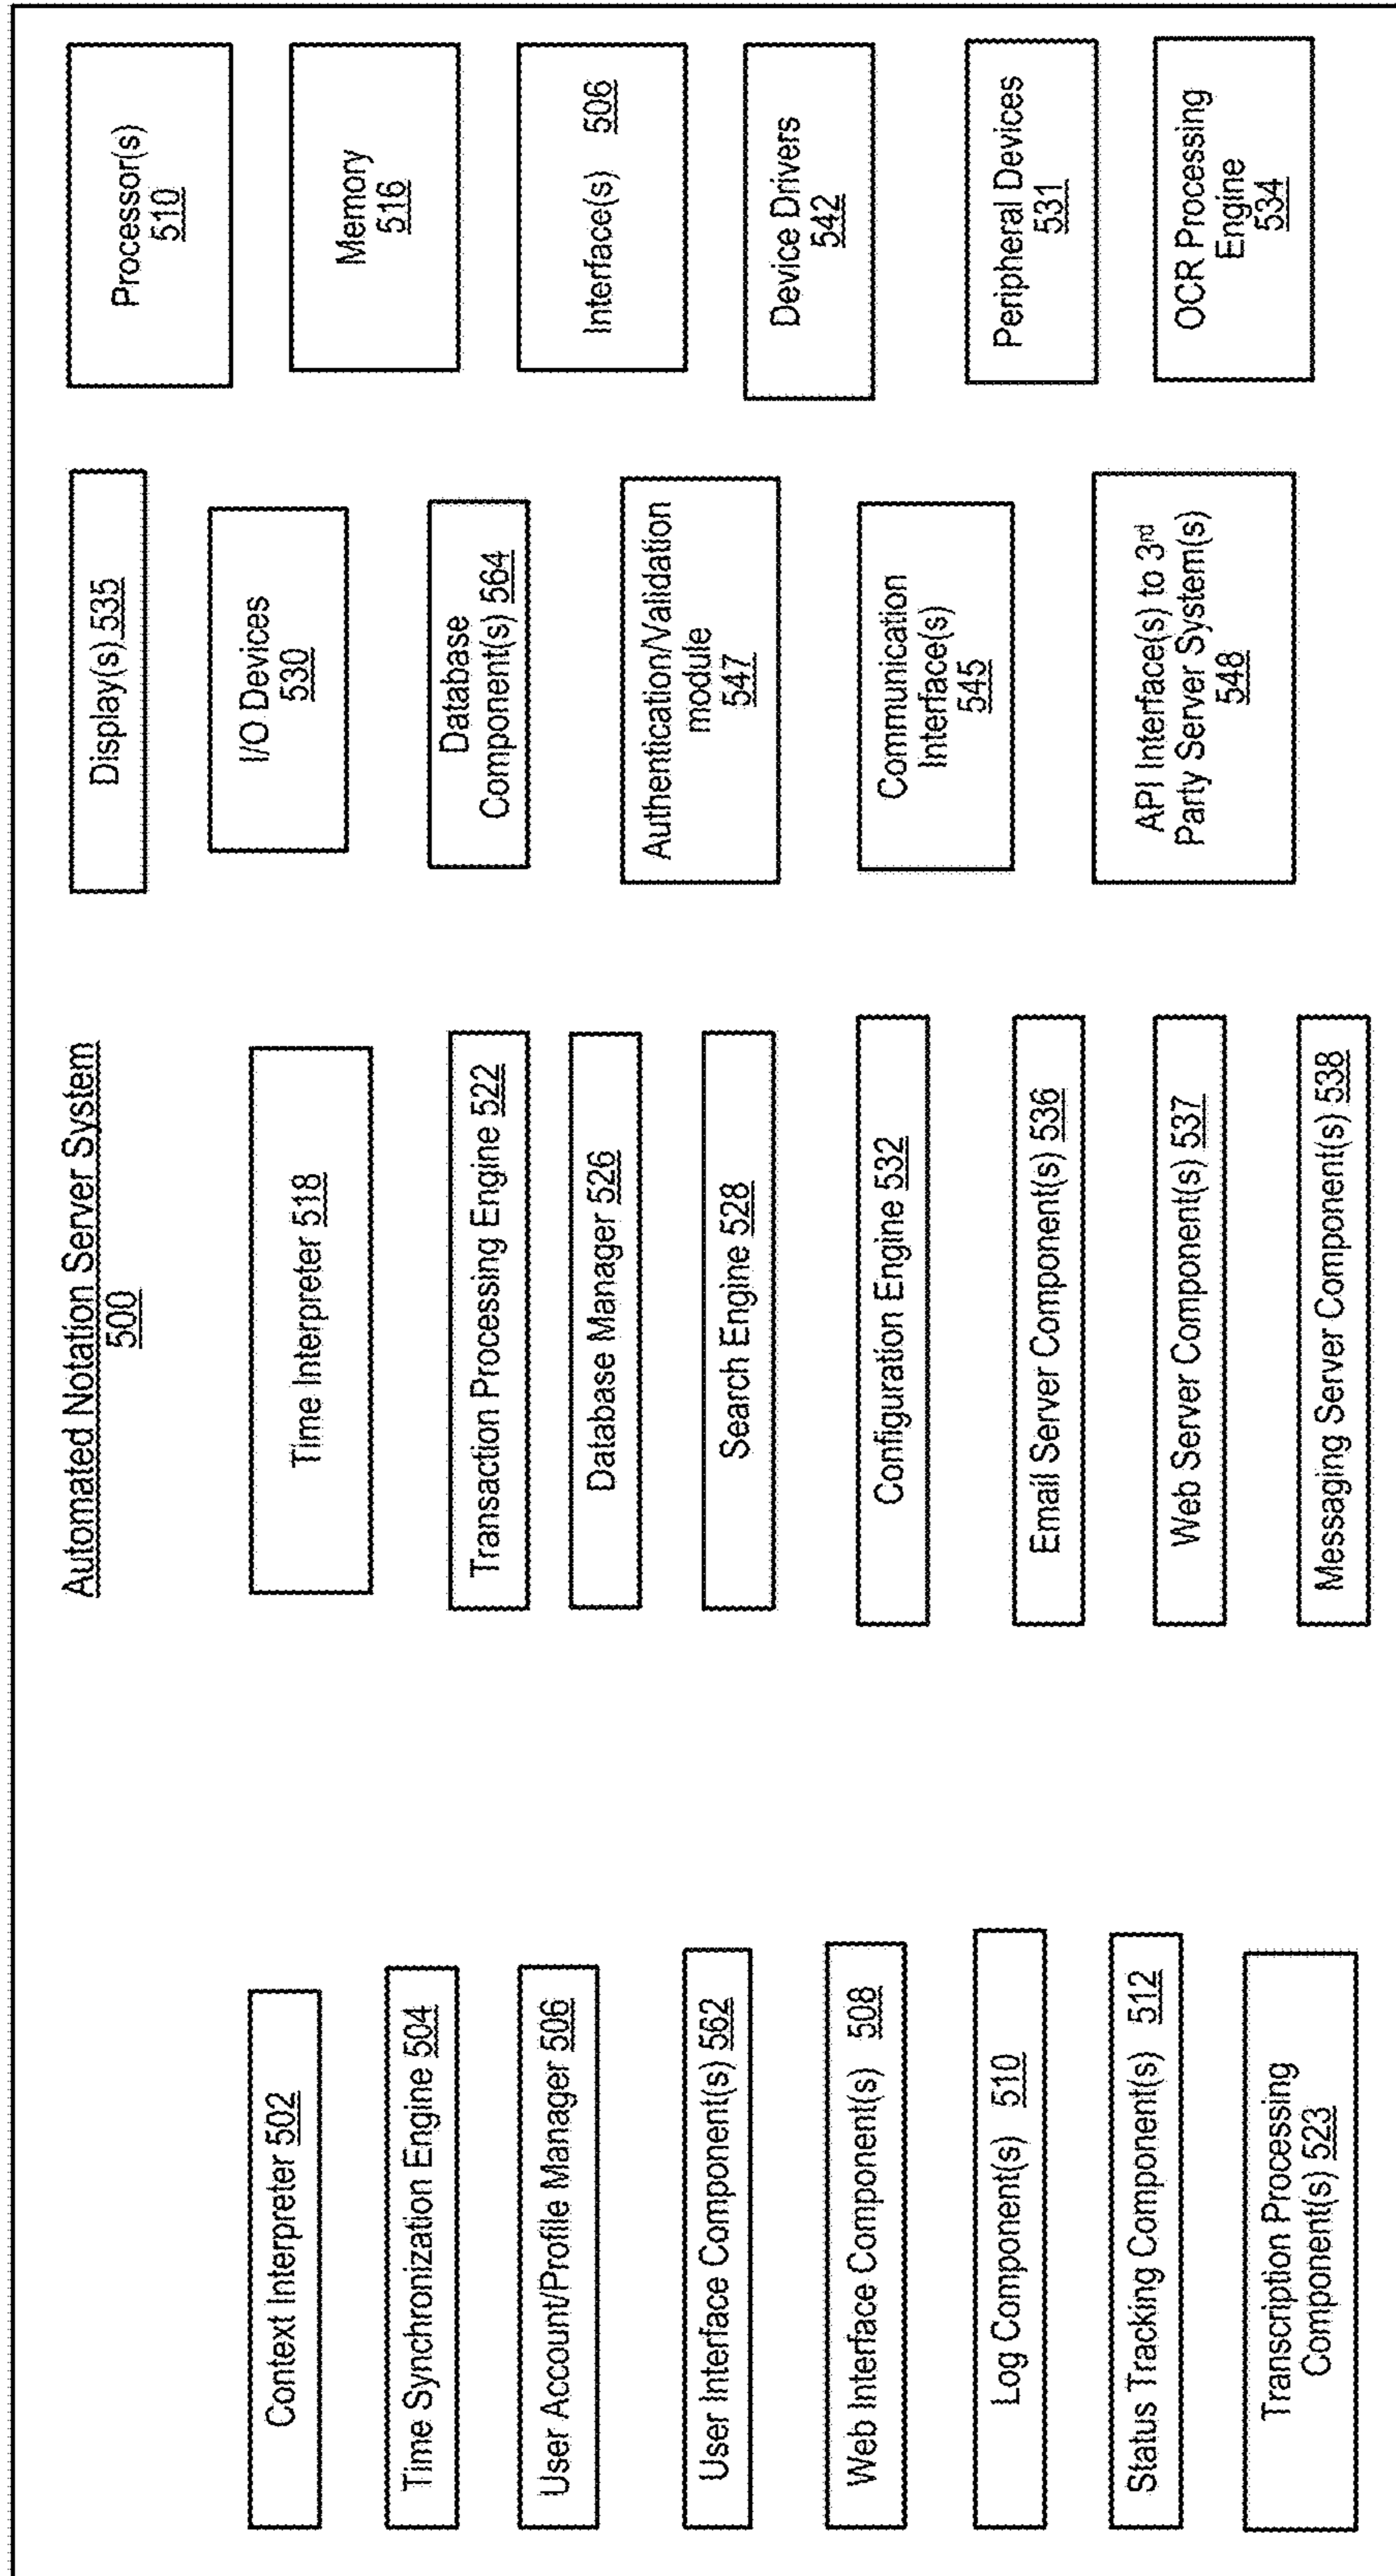 Automated Notation Server System
500
Context Interpreter 502
Time Synchronization Engine 504
User Account/Profile Manager 506
User Interface Component(s) 562
Web Interface Component(s) 508
Log Component(s) 510
Status Tracking Component(s) 512
Transcription Processing
Component(s) 523
Time Interpreter 518
Transaction Processing Engine 522
Database Manager 526
Search Engine 528
Configuration Engine 532
Email Server Component(s) 536
Web Server Component(s) 537
Messaging Server Component(s) 538
Display(s) 535
I/O Devices
530
Database
Component(s) 564
Authentication/Validation
module
547
Communication
Interface(s)
545
API Interface(s) to 3rd
Party Server System(s)
548
Processor(s)
510
Memory
516
Interface(s) 506
Device Drivers
542
Peripheral Devices
531
OCR Processing
Engine
534